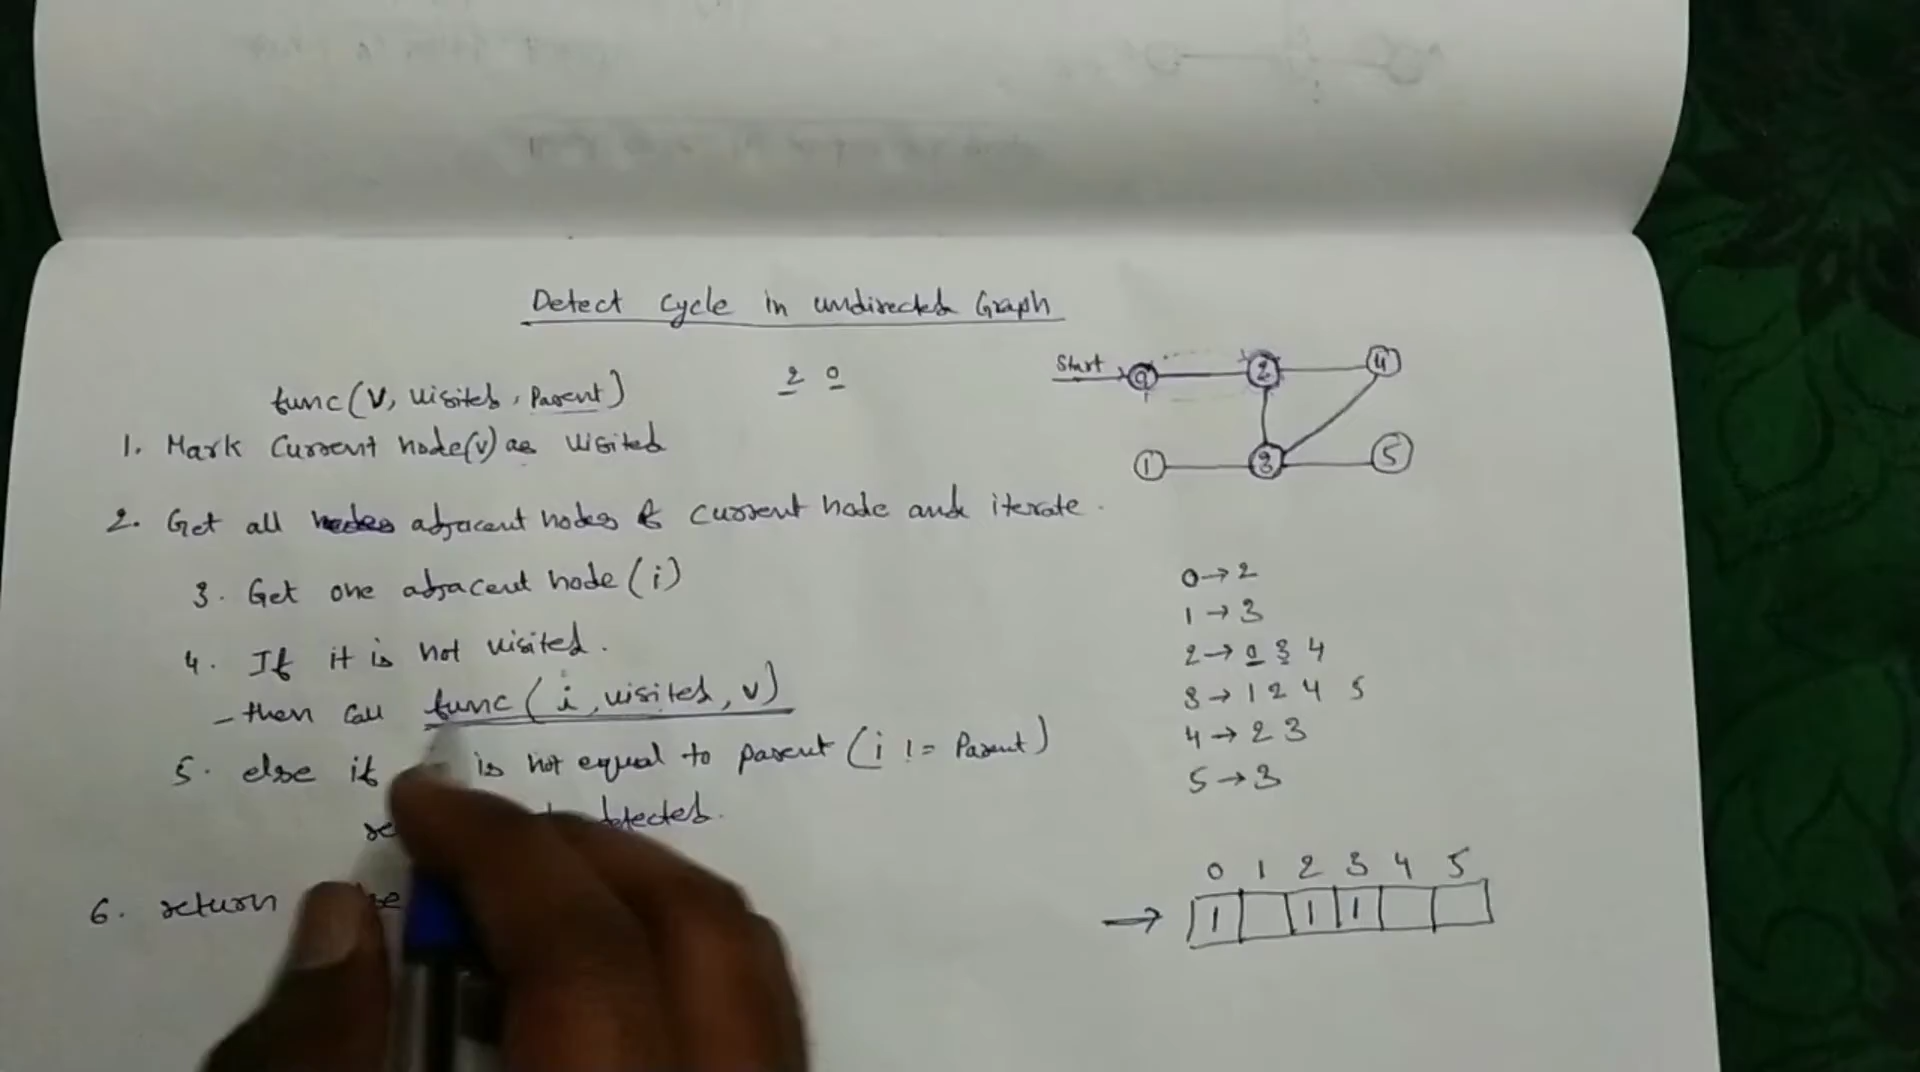 Detect cycle in undirected Graph
func(V, visited, Parent)
2 0
1. Mark Current node(v) as visited
2. Get all adjacent nodes of current node and iterate.
3. Get one adjacent node (i)
4. If it is not visited.
- then call func(i, visited, v)
5. else if is not equal to parent (i != Parent)
detected.
6. return
Start
0
2
4
1
3
5
0→2
1→3
2→0 3 4
3→1 2 4 5
4→2 3
5→3
0 1 2 3 4 5
→ 1 1 1